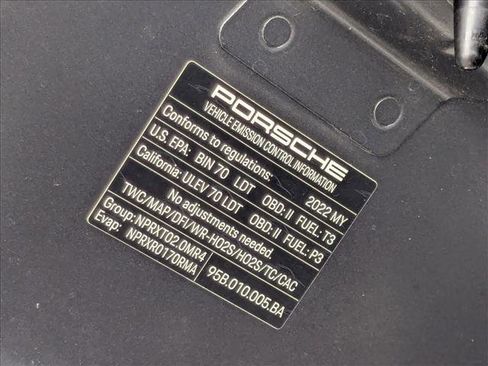 PORSCHE
VEHICLE EMISSION CONTROL INFORMATION
Conforms to regulations: 2022 MY
U.S. EPA: BIN 70 LDT OBD: II FUEL: T3
California: ULEV 70 LDT OBD: II FUEL: P3
No adjustments needed.
TWC/MAP/DFI/WR-HO2S/HO2S/TC/CAC
Group: NPRXT02.0MR4
Evap: NPRXR0170RMA 95B.010.005.BA